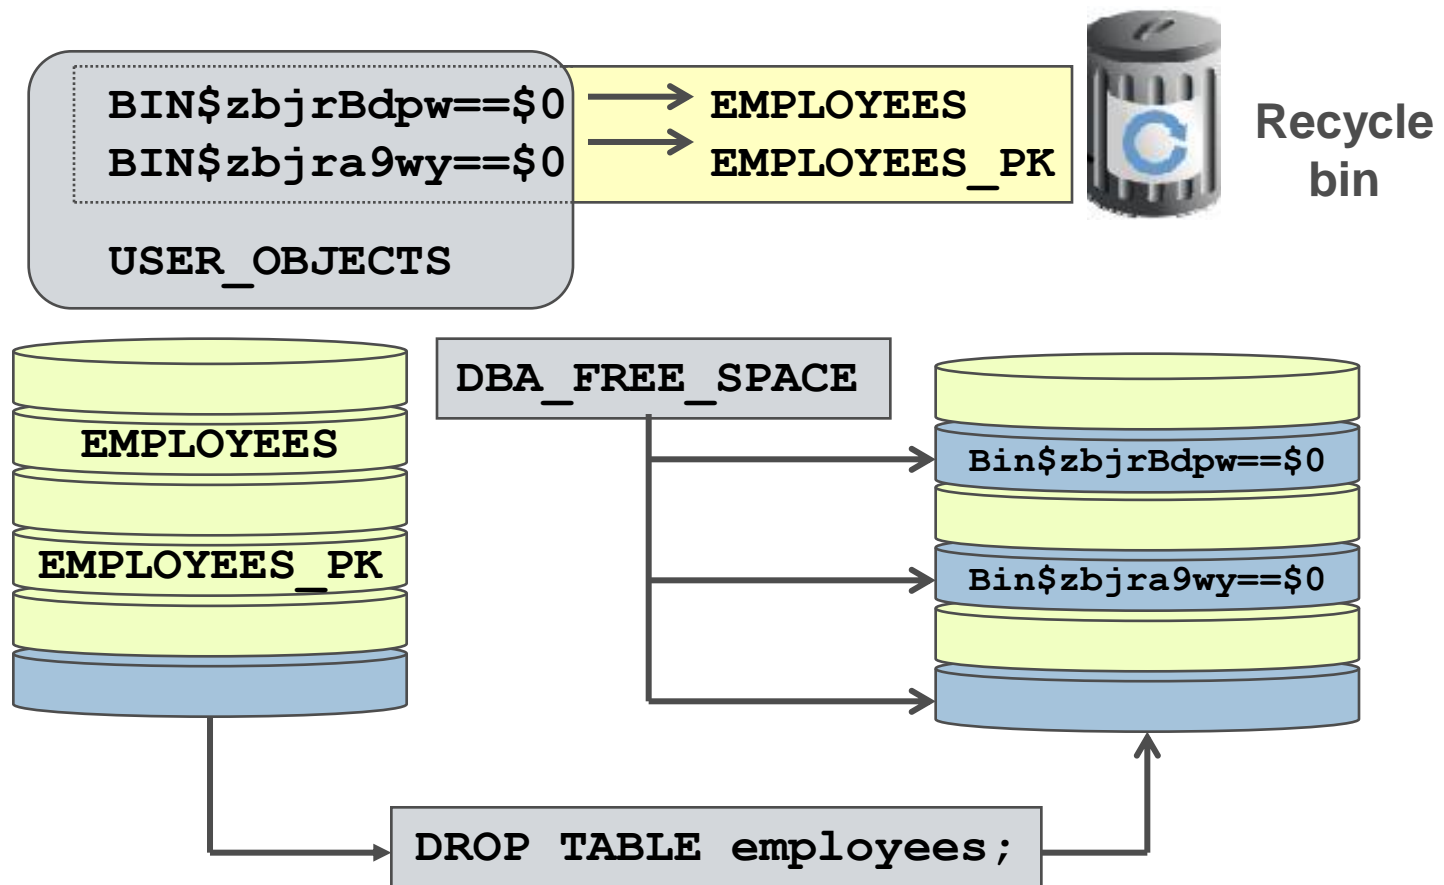 BIN$zbjrBdpw==$0 EMPLOYEES
BIN$zbjra9wy==$0 EMPLOYEES_PK
USER_OBJECTS
Recycle
bin
EMPLOYEES
EMPLOYEES_PK
DBA_FREE_SPACE
Bin$zbjrBdpw==$0
Bin$zbjra9wy==$0
DROP TABLE employees;